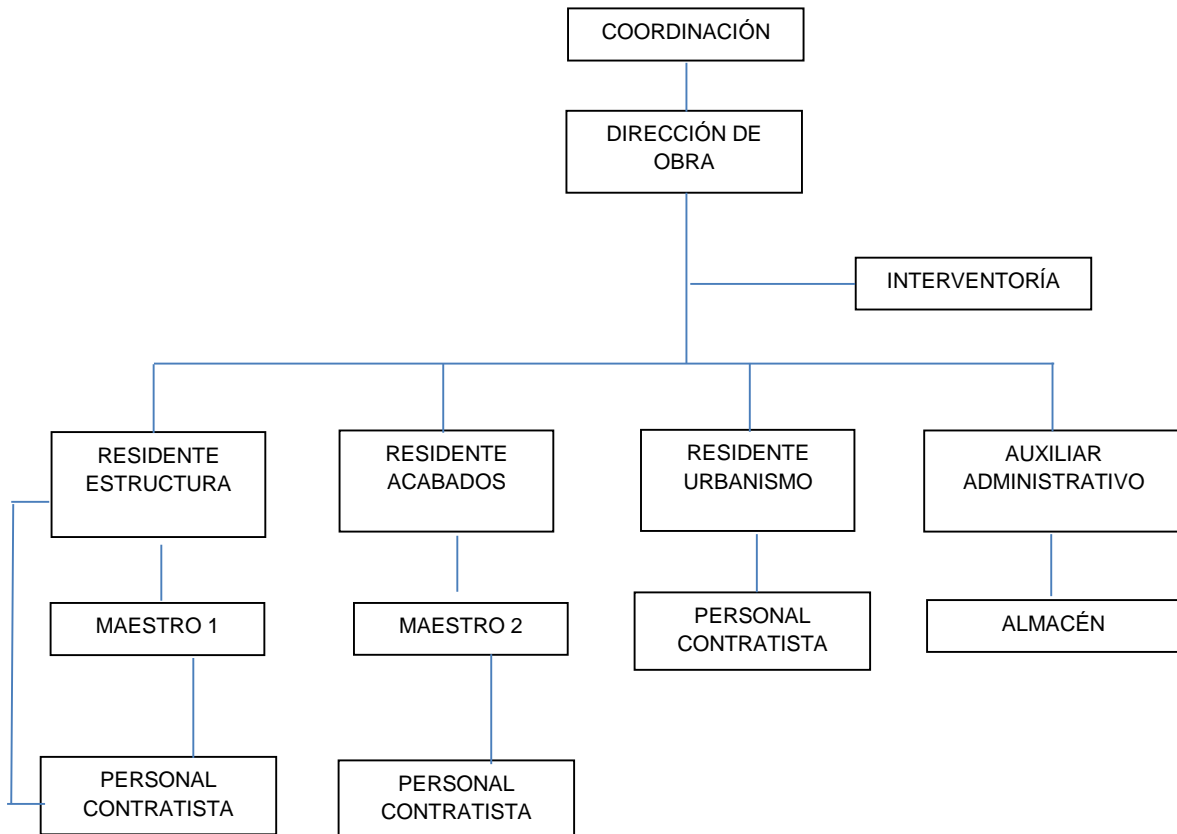 COORDINACIÓN
DIRECCIÓN DE
OBRA
INTERVENTORÍA
RESIDENTE
ESTRUCTURA
RESIDENTE
ACABADOS
RESIDENTE
URBANISMO
AUXILIAR
ADMINISTRATIVO
MAESTRO 1
MAESTRO 2
PERSONAL
CONTRATISTA
ALMACÉN
PERSONAL
CONTRATISTA
PERSONAL
CONTRATISTA